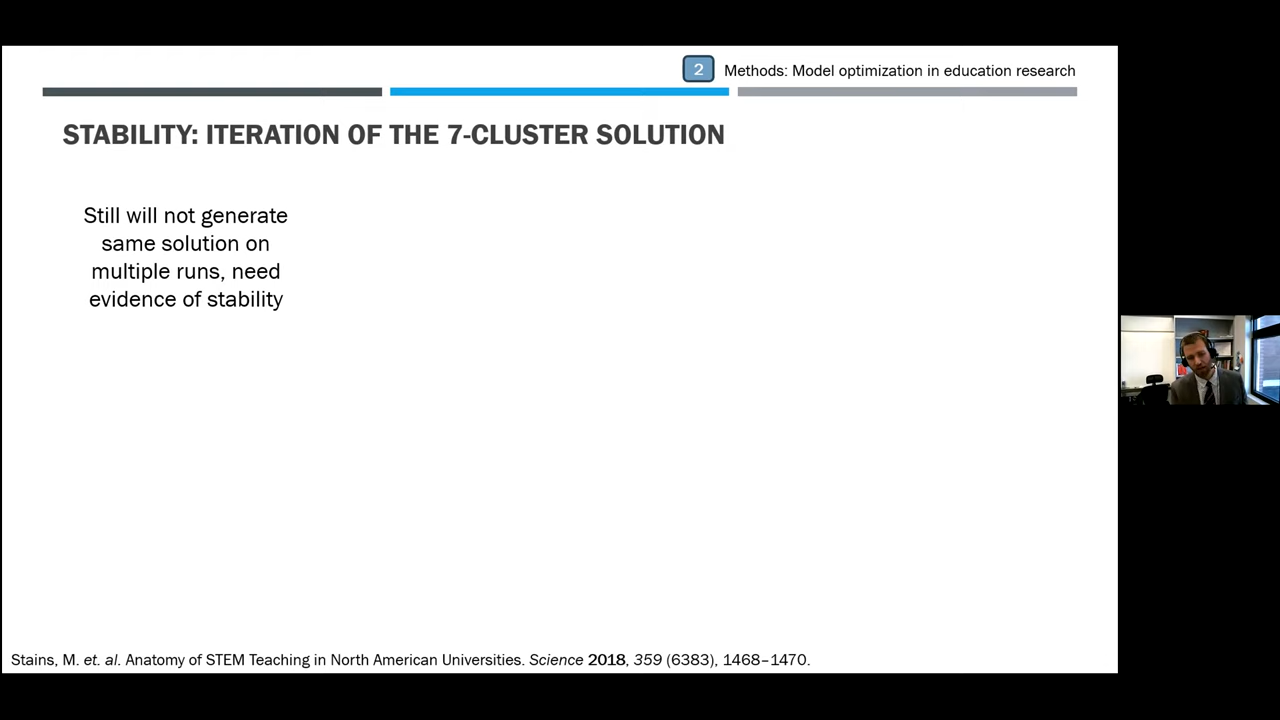 2 Methods: Model optimization in education research
STABILITY: ITERATION OF THE 7-CLUSTER SOLUTION
Still will not generate
same solution on
multiple runs, need
evidence of stability
Stains, M. et. al. Anatomy of STEM Teaching in North American Universities. Science 2018, 359 (6383), 1468–1470.